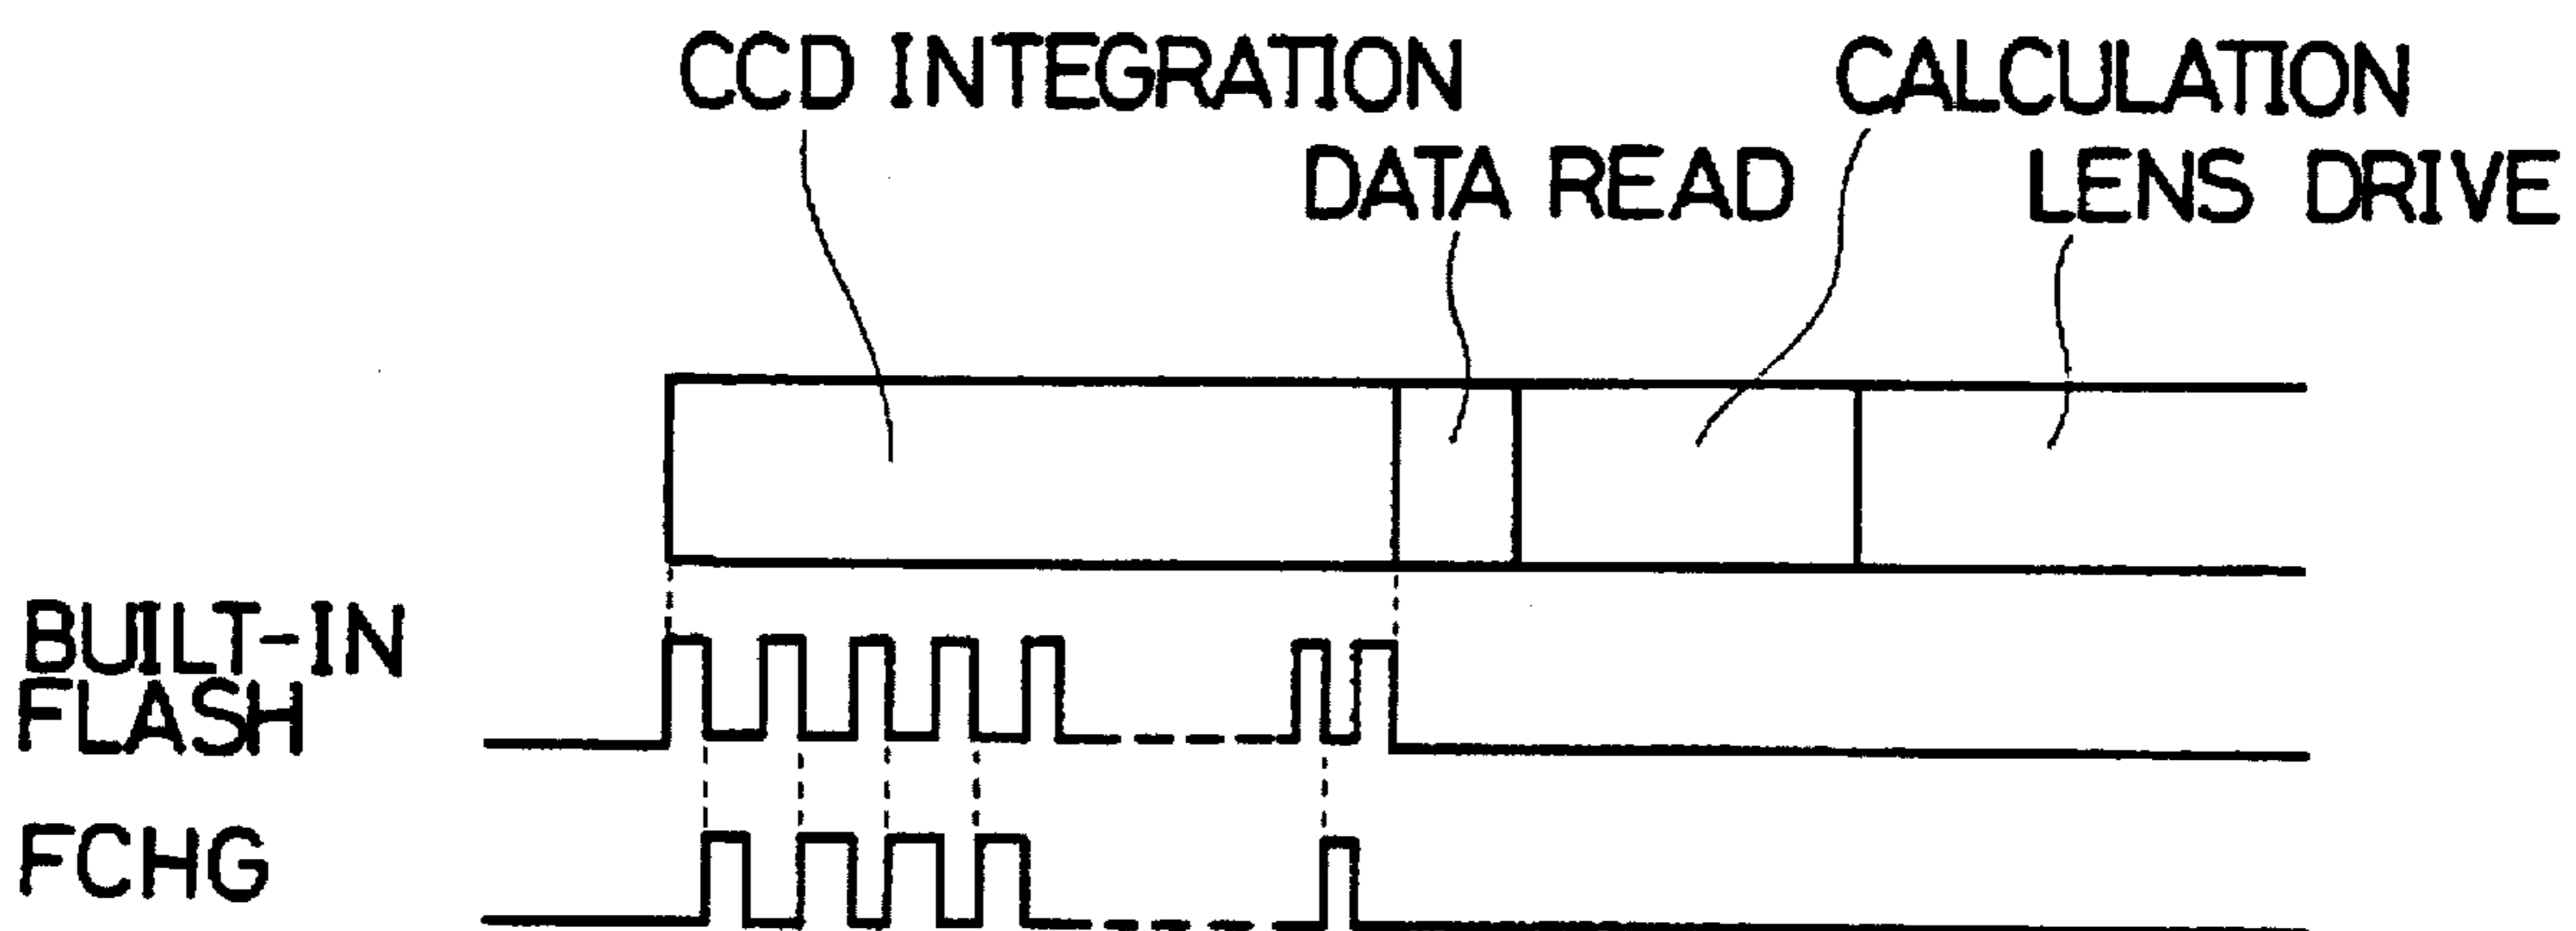 CCD INTEGRATION
CALCULATION
DATA READ
LENS DRIVE
BUILT-IN
FLASH
FCHG